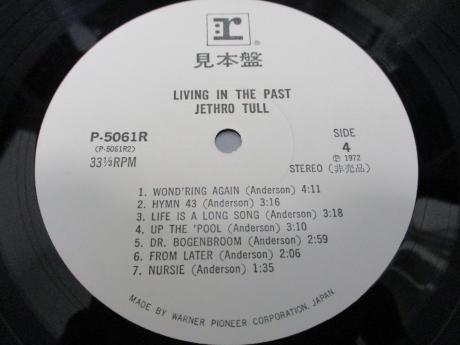 r
®
見本盤
LIVING IN THE PAST
JETHRO TULL
P-5061R
(P-5061R2)
33⅓RPM
SIDE
4
Ⓟ 1972
STEREO (非売品)
1. WOND'RING AGAIN (Anderson) 4:11
2. HYMN 43 (Anderson) 3:16
3. LIFE IS A LONG SONG (Anderson) 3:18
4. UP THE 'POOL (Anderson) 3:10
5. DR. BOGENBROOM (Anderson) 2:59
6. FROM LATER (Anderson) 2:06
7. NURSIE (Anderson) 1:35
MADE BY WARNER PIONEER CORPORATION, JAPAN.